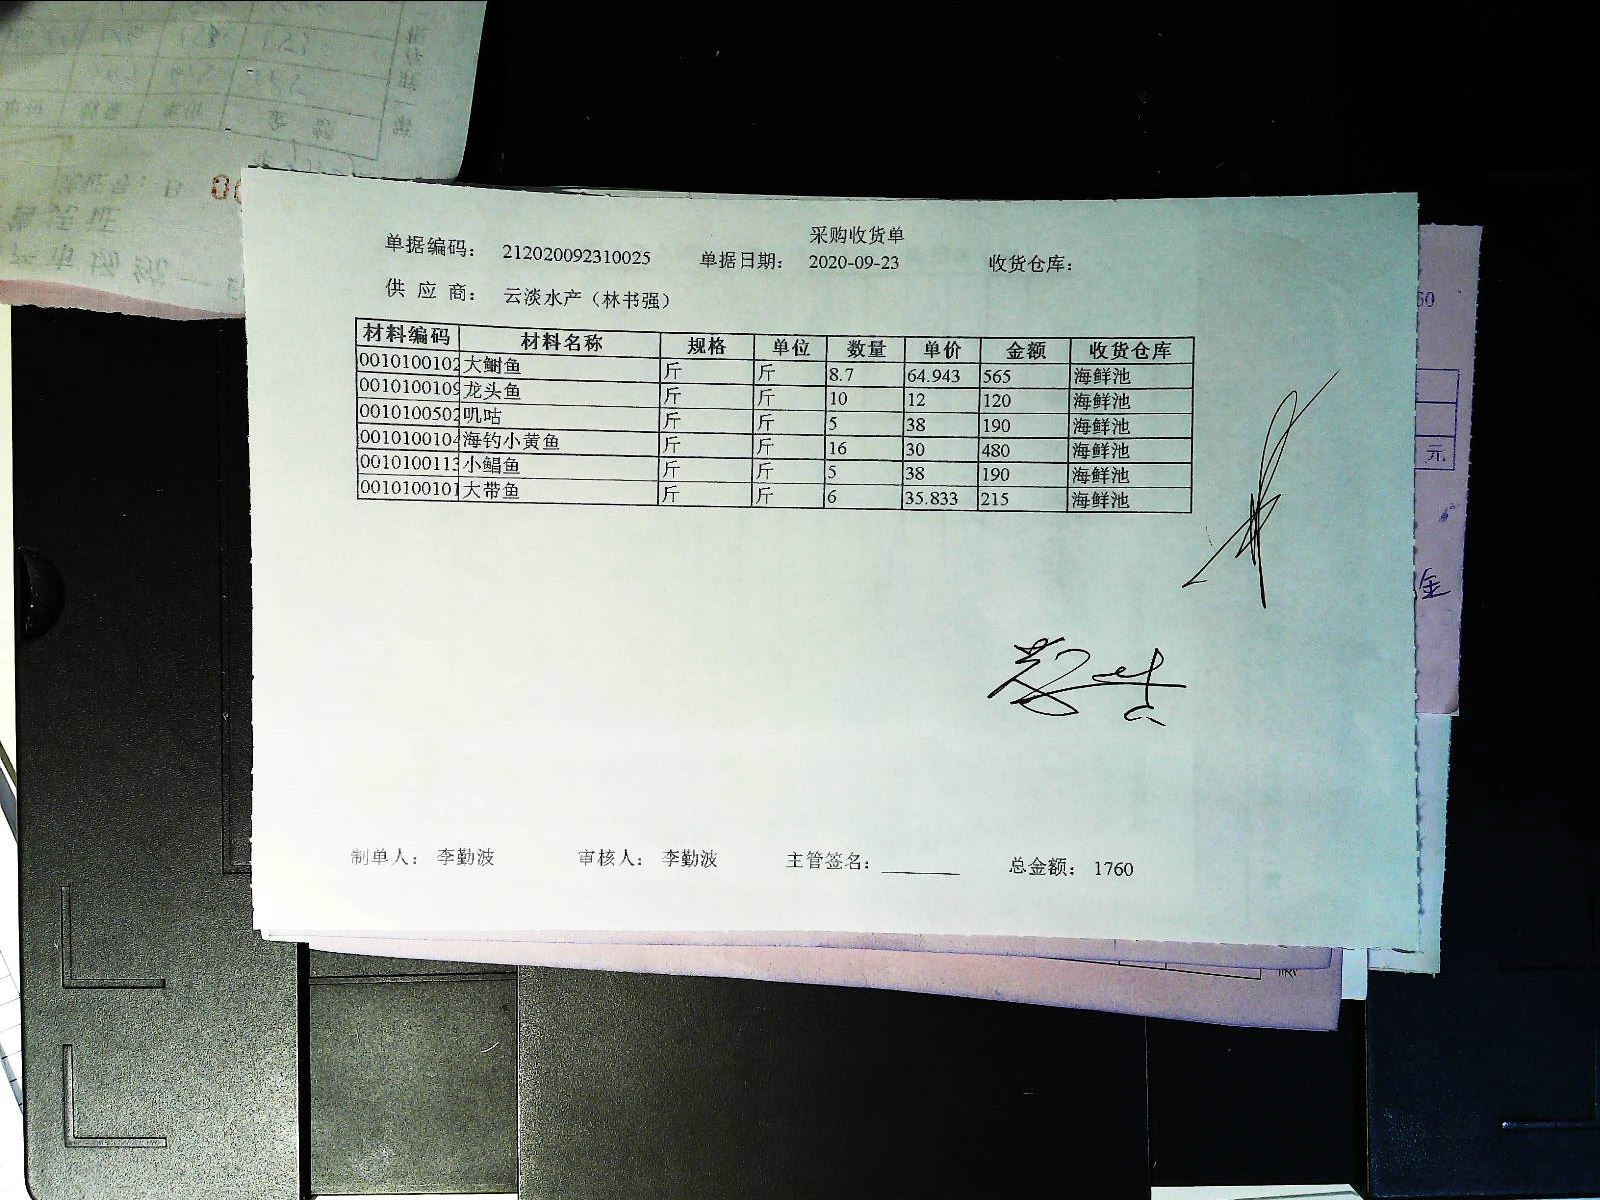 采购收货单
单据编码： 212020092310025 单据日期： 2020-09-23 收货仓库：
供 应 商： 云淡水产（林书强）
材料编码 材料名称 规格 单位 数量 单价 金额 收货仓库
0010100102 大鲥鱼 斤 斤 8.7 64.943 565 海鲜池
0010100109 龙头鱼 斤 斤 10 12 120 海鲜池
0010100502 叽咕 斤 斤 5 38 190 海鲜池
0010100104 海钓小黄鱼 斤 斤 16 30 480 海鲜池
0010100113 小鲳鱼 斤 斤 5 38 190 海鲜池
0010100101 大带鱼 斤 斤 6 35.833 215 海鲜池
制单人： 李勤波 审核人： 李勤波 主管签名： 总金额： 1760
元